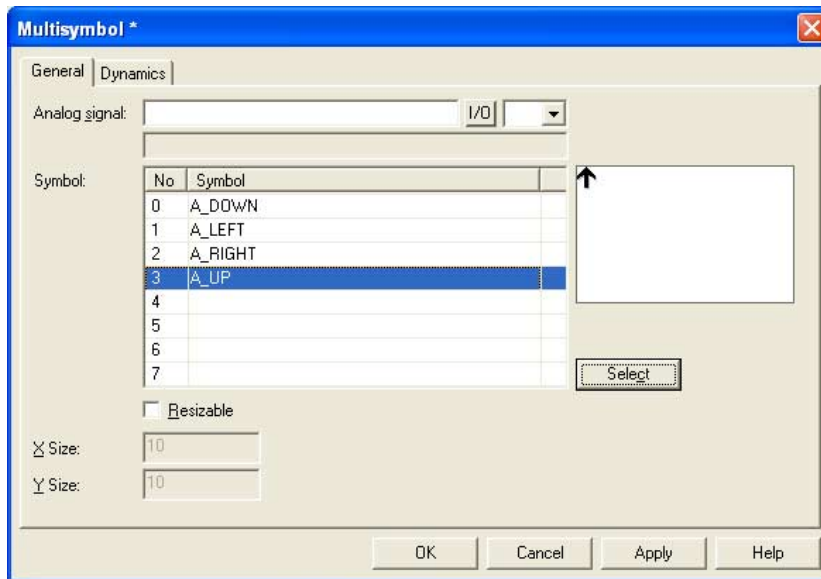 Multisymbol *
General Dynamics
Analog signal: I/O
Symbol: No Symbol
0 A_DOWN
1 A_LEFT
2 A_RIGHT
3 A_UP
4
5
6
7
Select
Resizable
X Size: 10
Y Size: 10
OK Cancel Apply Help